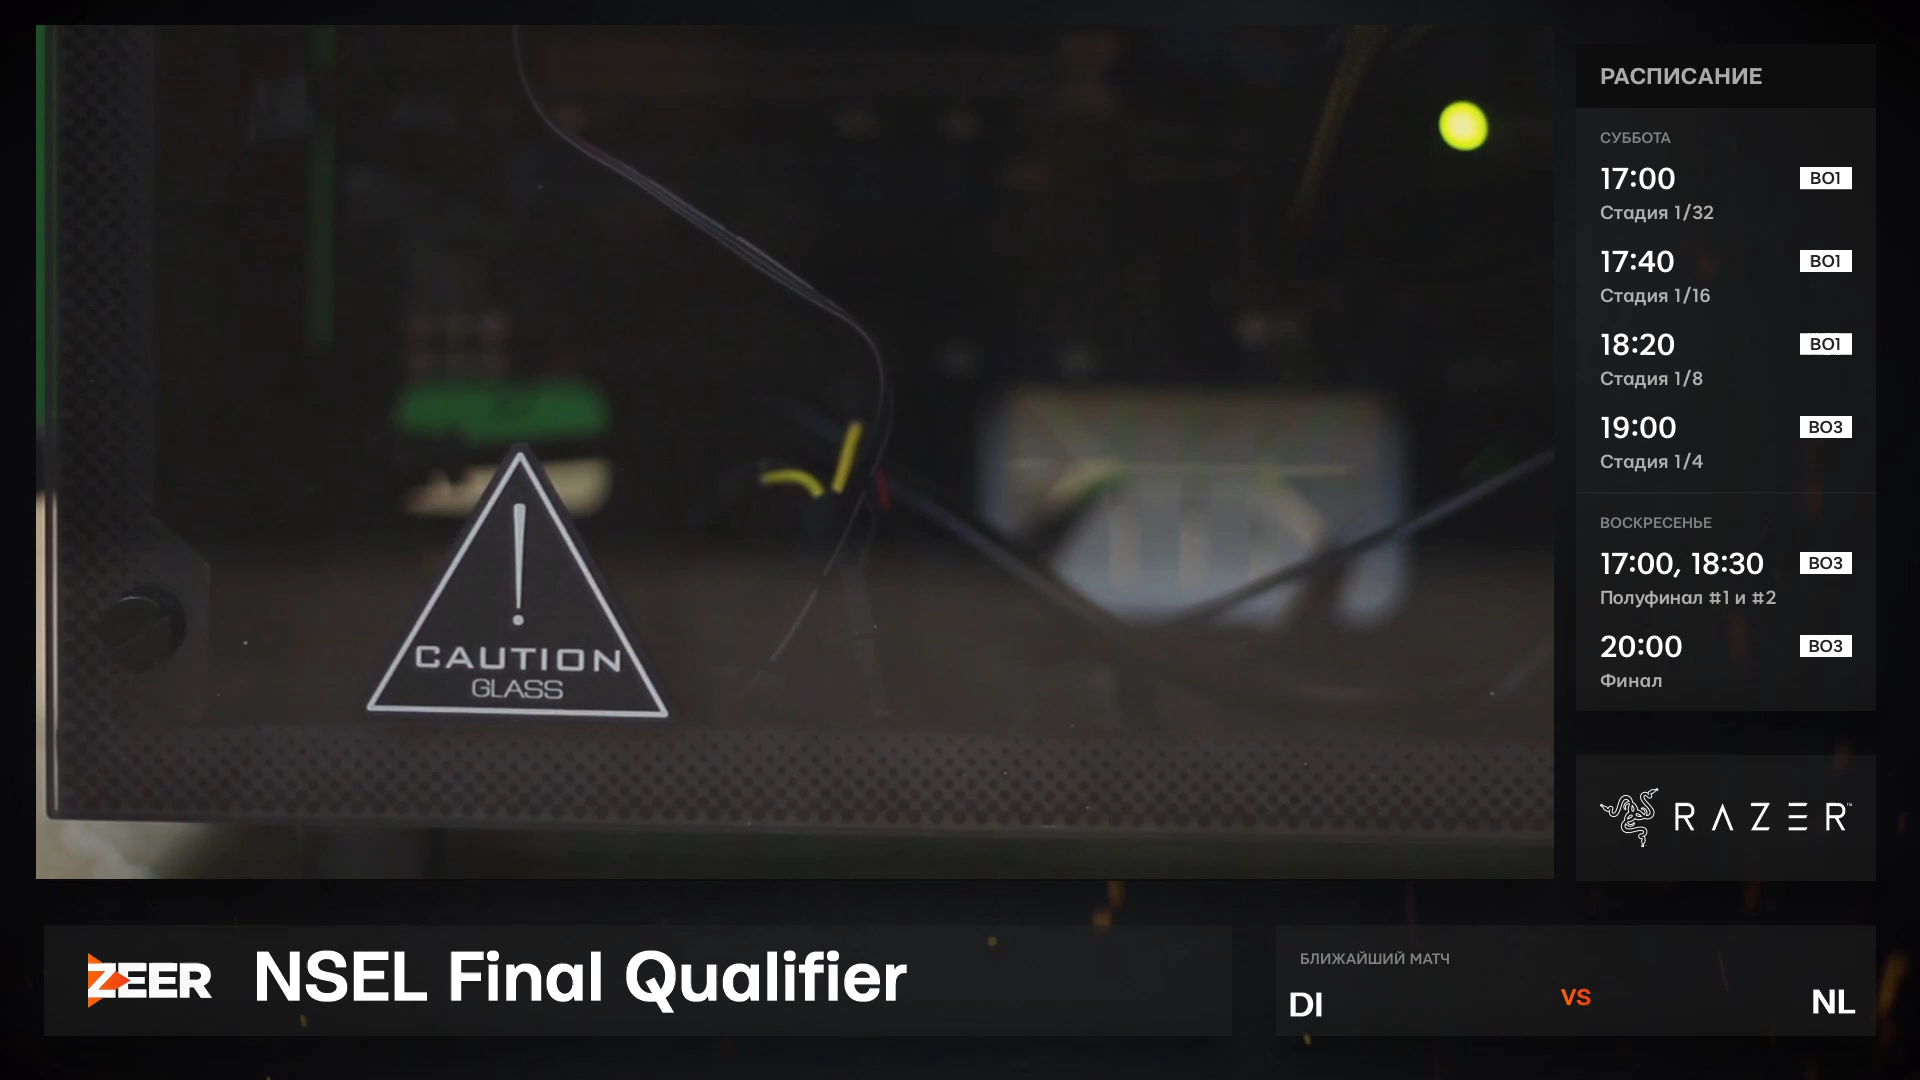 CAUTION
GLASS
РАСПИСАНИЕ
СУББОТА
17:00 BO1
Стадия 1/32
17:40 BO1
Стадия 1/16
18:20 BO1
Стадия 1/8
19:00 BO3
Стадия 1/4
ВОСКРЕСЕНЬЕ
17:00, 18:30 BO3
Полуфинал #1 и #2
20:00 BO3
Финал
RAZER™
ZEER NSEL Final Qualifier
БЛИЖАЙШИЙ МАТЧ
DI VS NL